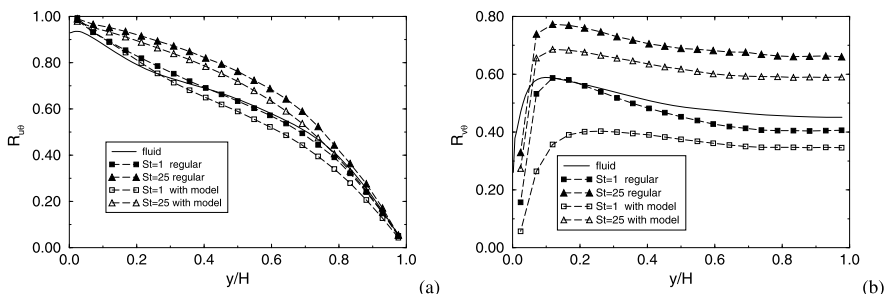 1.00
0.80
0.60
0.40
0.20
0.00
Ruθ
fluid
St=1 regular
St=25 regular
St=1 with model
St=25 with model
0.0 0.2 0.4 0.6 0.8 1.0
y/H
(a)
0.80
0.60
0.40
0.20
0.00
Rvθ
fluid
St=1 regular
St=25 regular
St=1 with model
St=25 with model
0.0 0.2 0.4 0.6 0.8 1.0
y/H
(b)